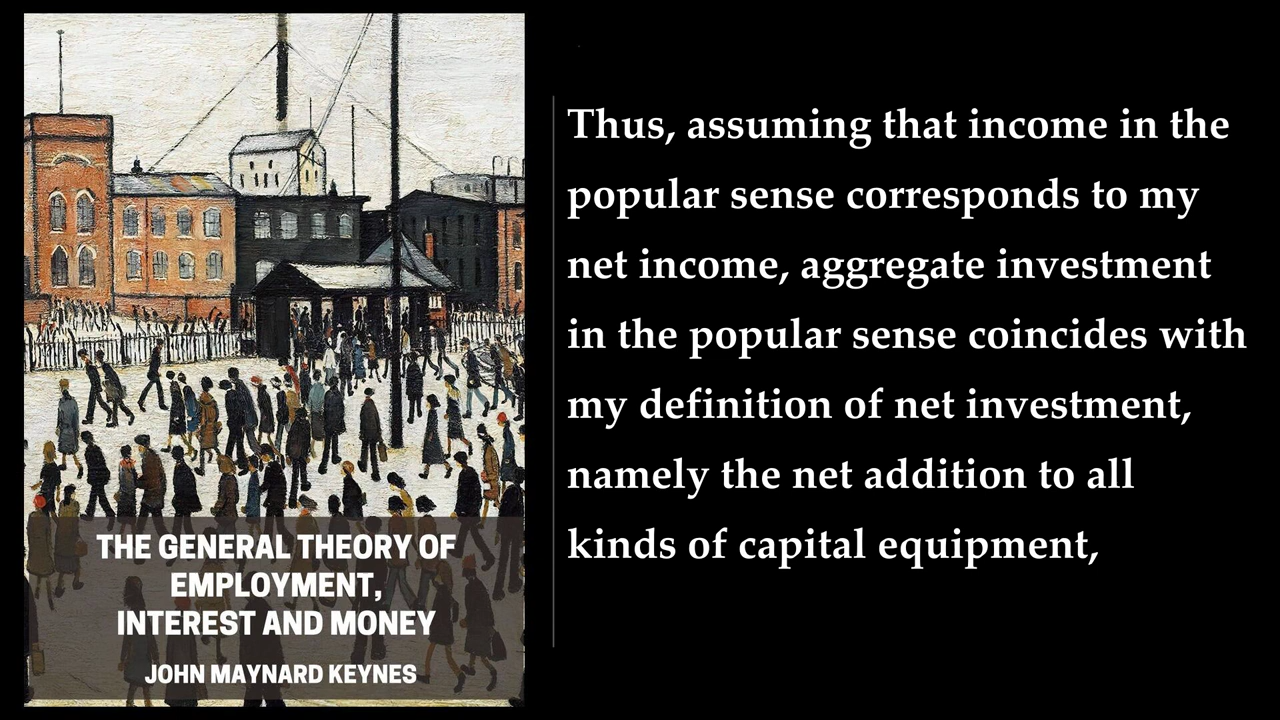 THE GENERAL THEORY OF
EMPLOYMENT,
INTEREST AND MONEY
JOHN MAYNARD KEYNES
Thus, assuming that income in the
popular sense corresponds to my
net income, aggregate investment
in the popular sense coincides with
my definition of net investment,
namely the net addition to all
kinds of capital equipment,